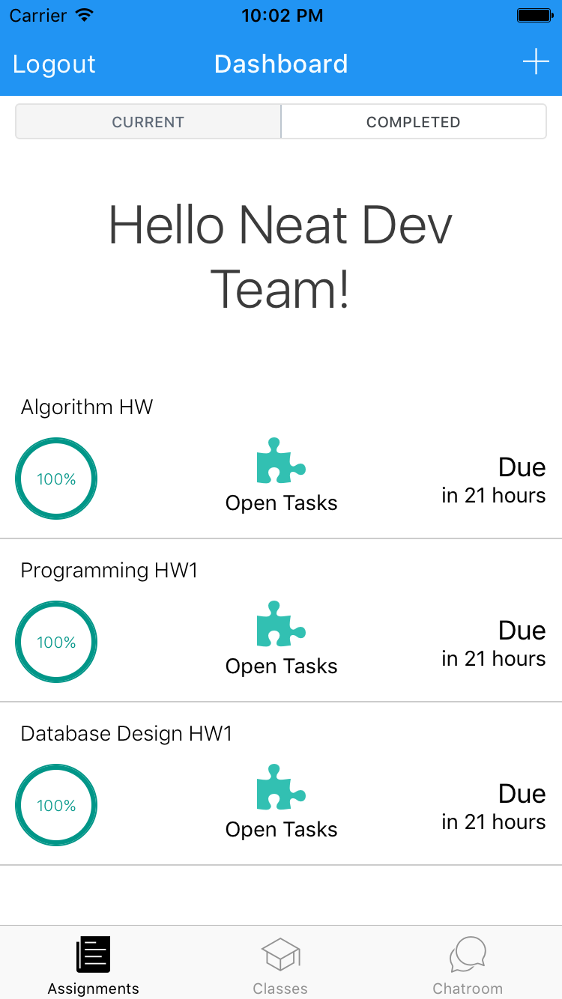 Carrier 10:02 PM
Logout Dashboard
CURRENT COMPLETED
Hello Neat Dev
Team!
Algorithm HW
100%
Open Tasks
Due
in 21 hours
Programming HW1
100%
Open Tasks
Due
in 21 hours
Database Design HW1
100%
Open Tasks
Due
in 21 hours
Assignments Classes Chatroom